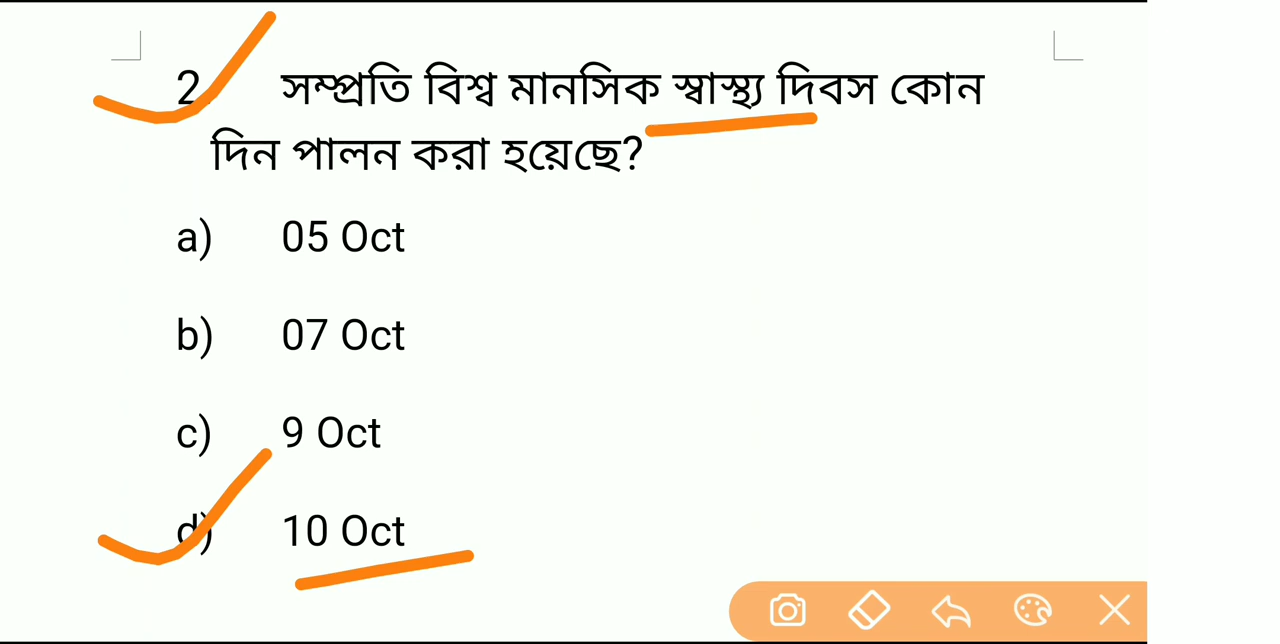 2. সম্প্রতি বিশ্ব মানসিক স্বাস্থ্য দিবস কোন
দিন পালন করা হয়েছে?
a) 05 Oct
b) 07 Oct
c) 9 Oct
d) 10 Oct